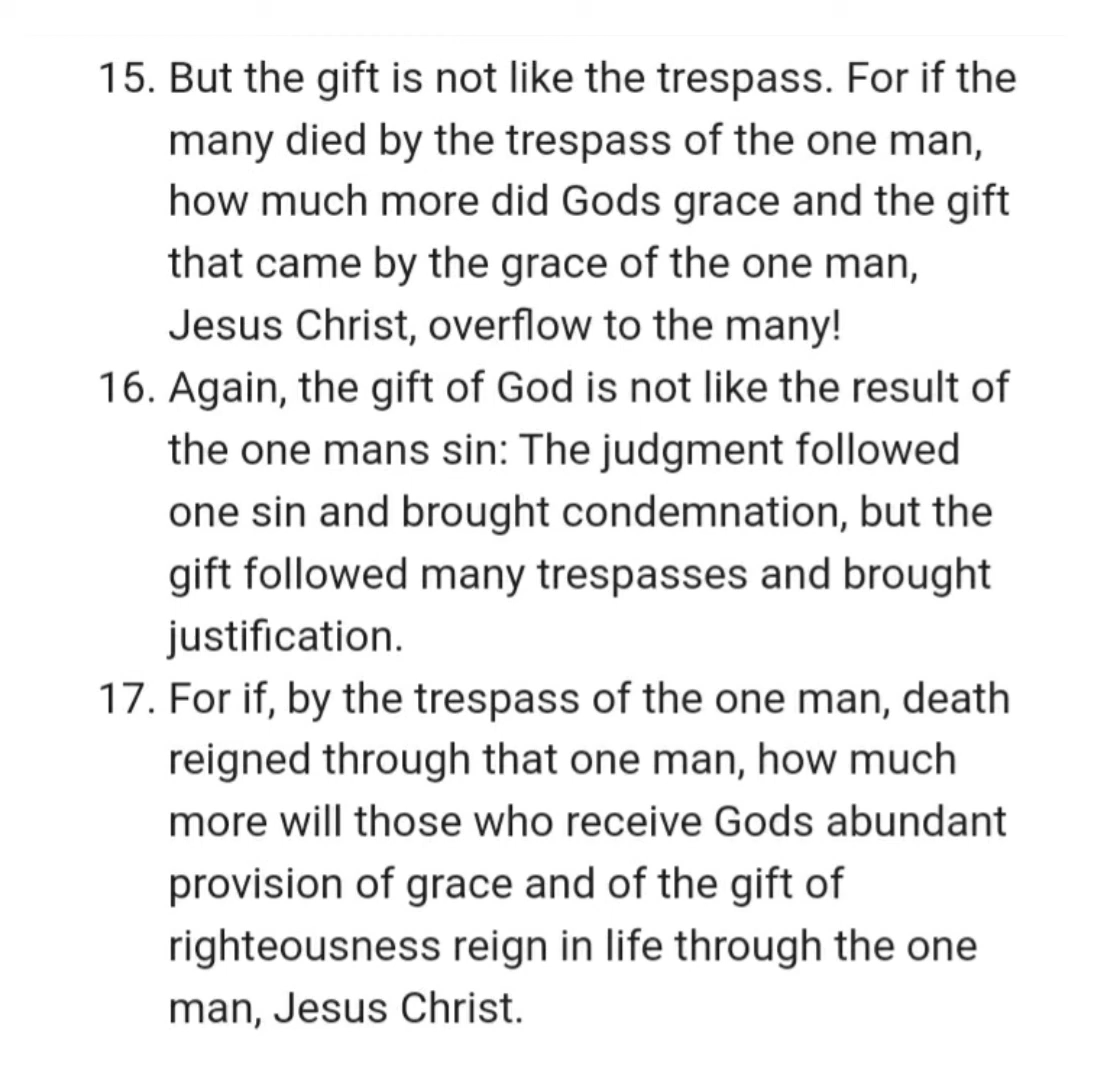 15. But the gift is not like the trespass. For if the
many died by the trespass of the one man,
how much more did Gods grace and the gift
that came by the grace of the one man,
Jesus Christ, overflow to the many!
16. Again, the gift of God is not like the result of
the one mans sin: The judgment followed
one sin and brought condemnation, but the
gift followed many trespasses and brought
justification.
17. For if, by the trespass of the one man, death
reigned through that one man, how much
more will those who receive Gods abundant
provision of grace and of the gift of
righteousness reign in life through the one
man, Jesus Christ.